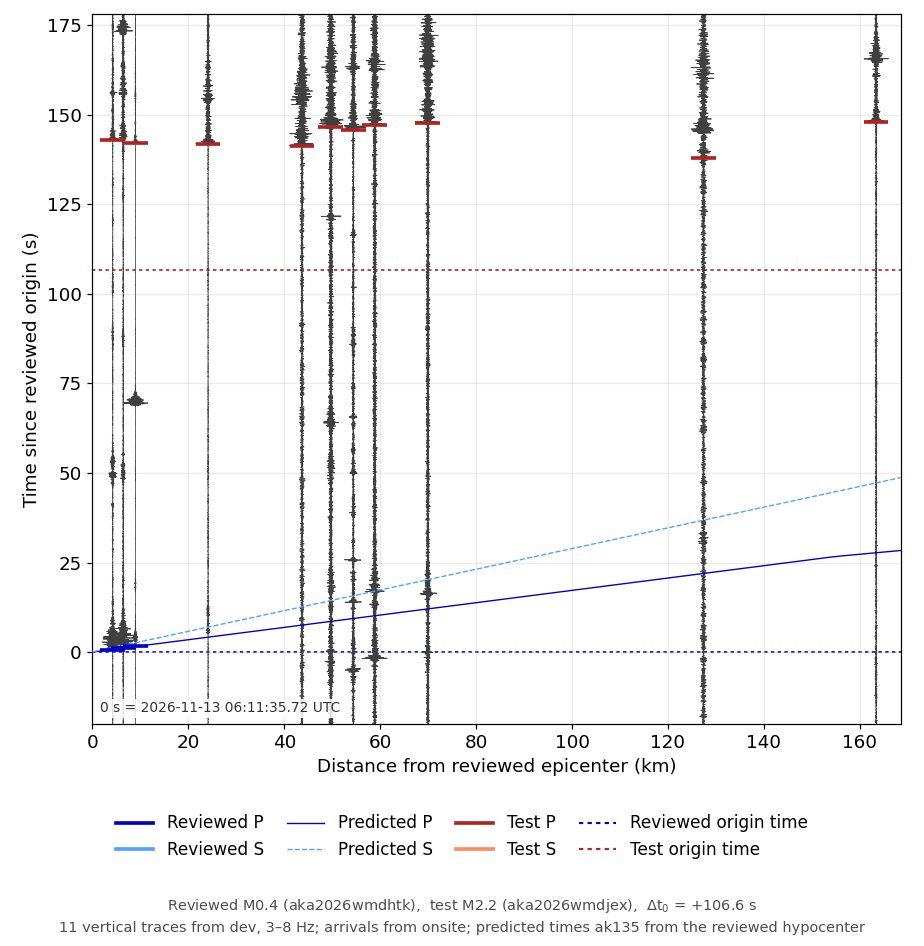 175
150
125
100
75
50
25
0
Time since reviewed origin (s)
0 s = 2026-11-13 06:11:35.72 UTC
0 20 40 60 80 100 120 140 160
Distance from reviewed epicenter (km)
Reviewed P Predicted P Test P Reviewed origin time
Reviewed S Predicted S Test S Test origin time
Reviewed M0.4 (aka2026wmdhtk), test M2.2 (aka2026wmdjex), Δt₀ = +106.6 s
11 vertical traces from dev, 3–8 Hz; arrivals from onsite; predicted times ak135 from the reviewed hypocenter